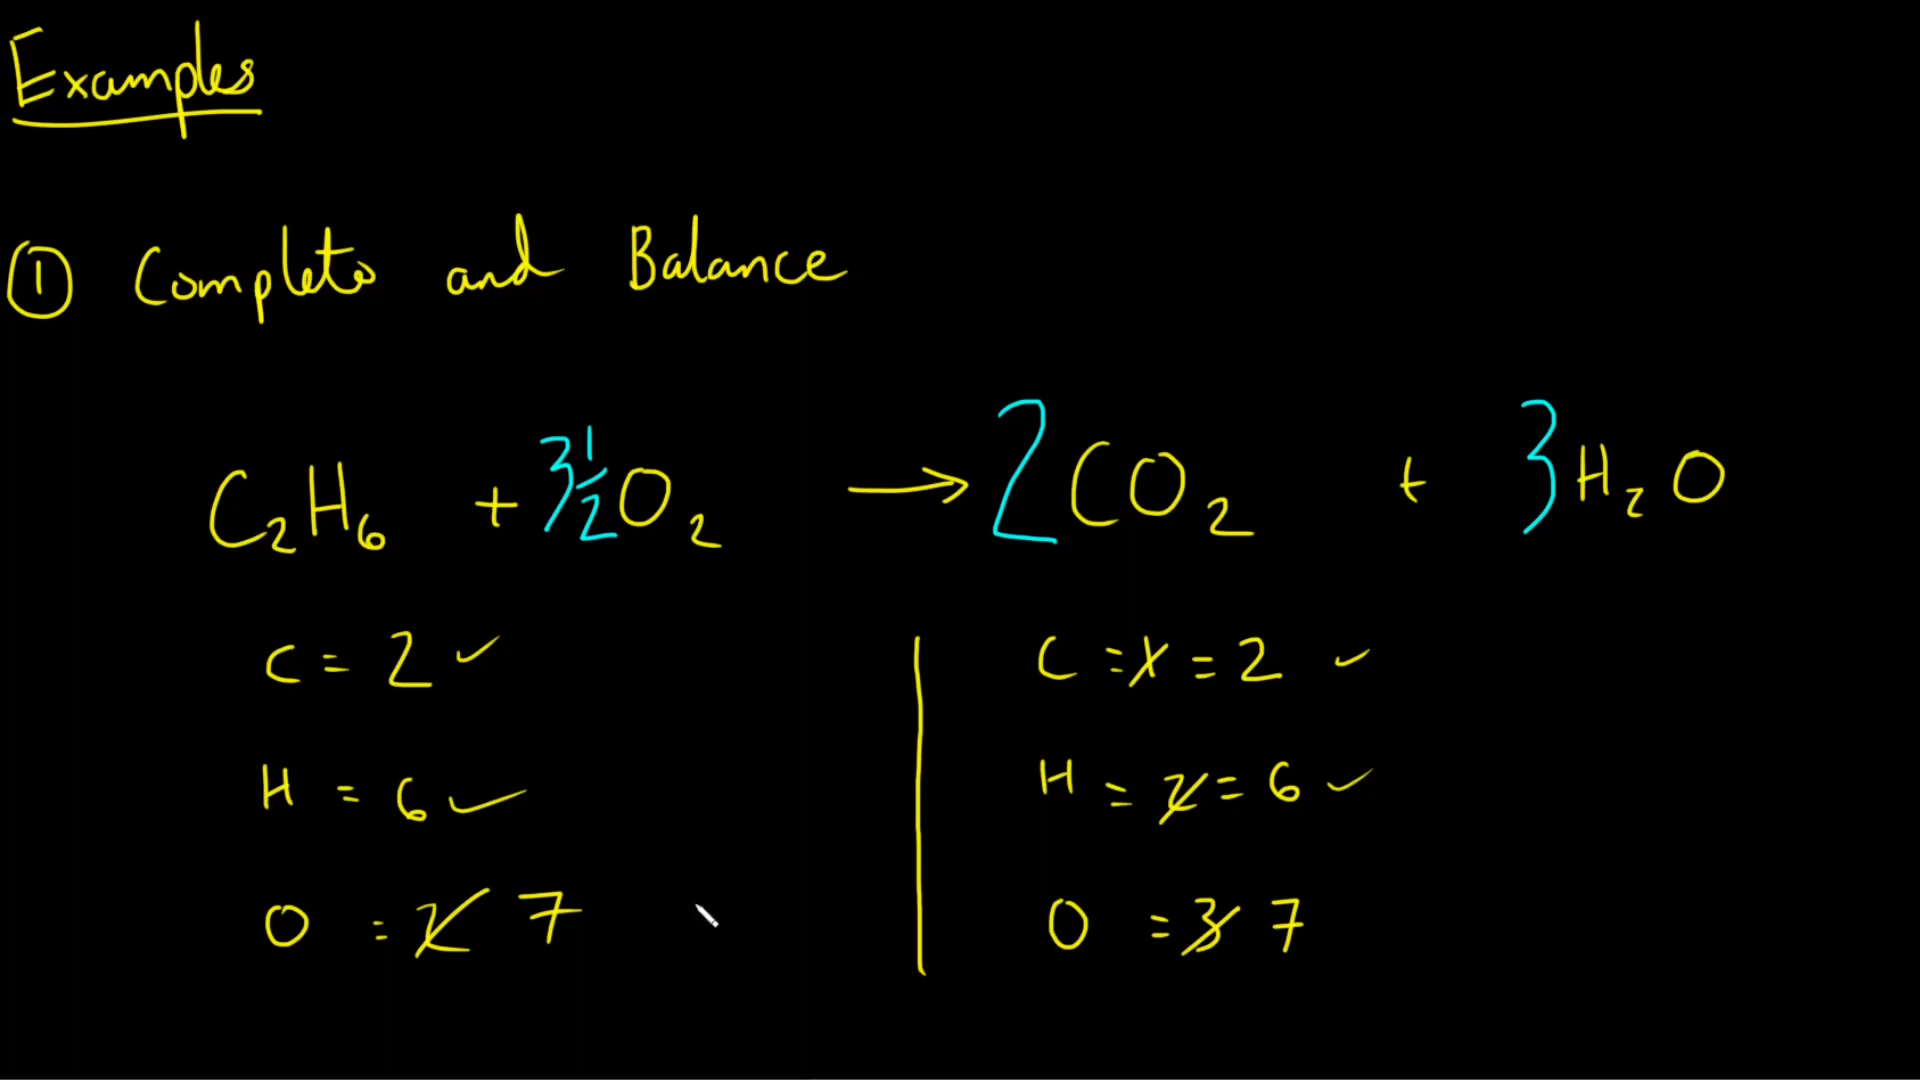 Examples
① Complete and Balance
C₂H₆ + 3½O₂ → 2CO₂ + 3H₂O
C = 2 ✓ C = 1 = 2 ✓
H = 6 ✓ H = 2 = 6 ✓
O = 2 7 O = 3 7